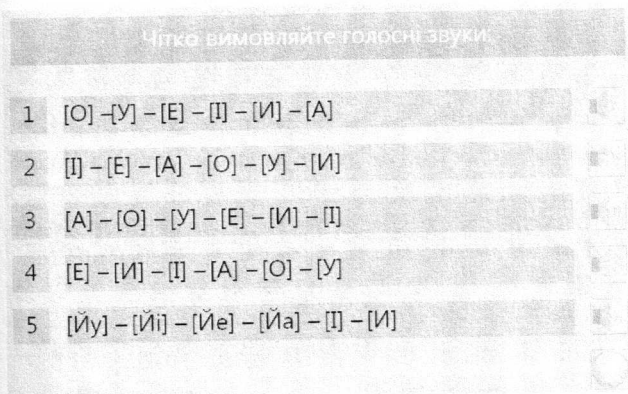 Чітко вимовляйте голосні звуки.
1 [О] –[У] – [Е] – [І] – [И] – [А]
2 [І] – [Е] – [А] – [О] – [У] – [И]
3 [А] – [О] – [У] – [Е] – [И] – [І]
4 [Е] – [И] – [І] – [А] – [О] – [У]
5 [Йу] – [Йі] – [Йе] – [Йа] – [І] – [И]